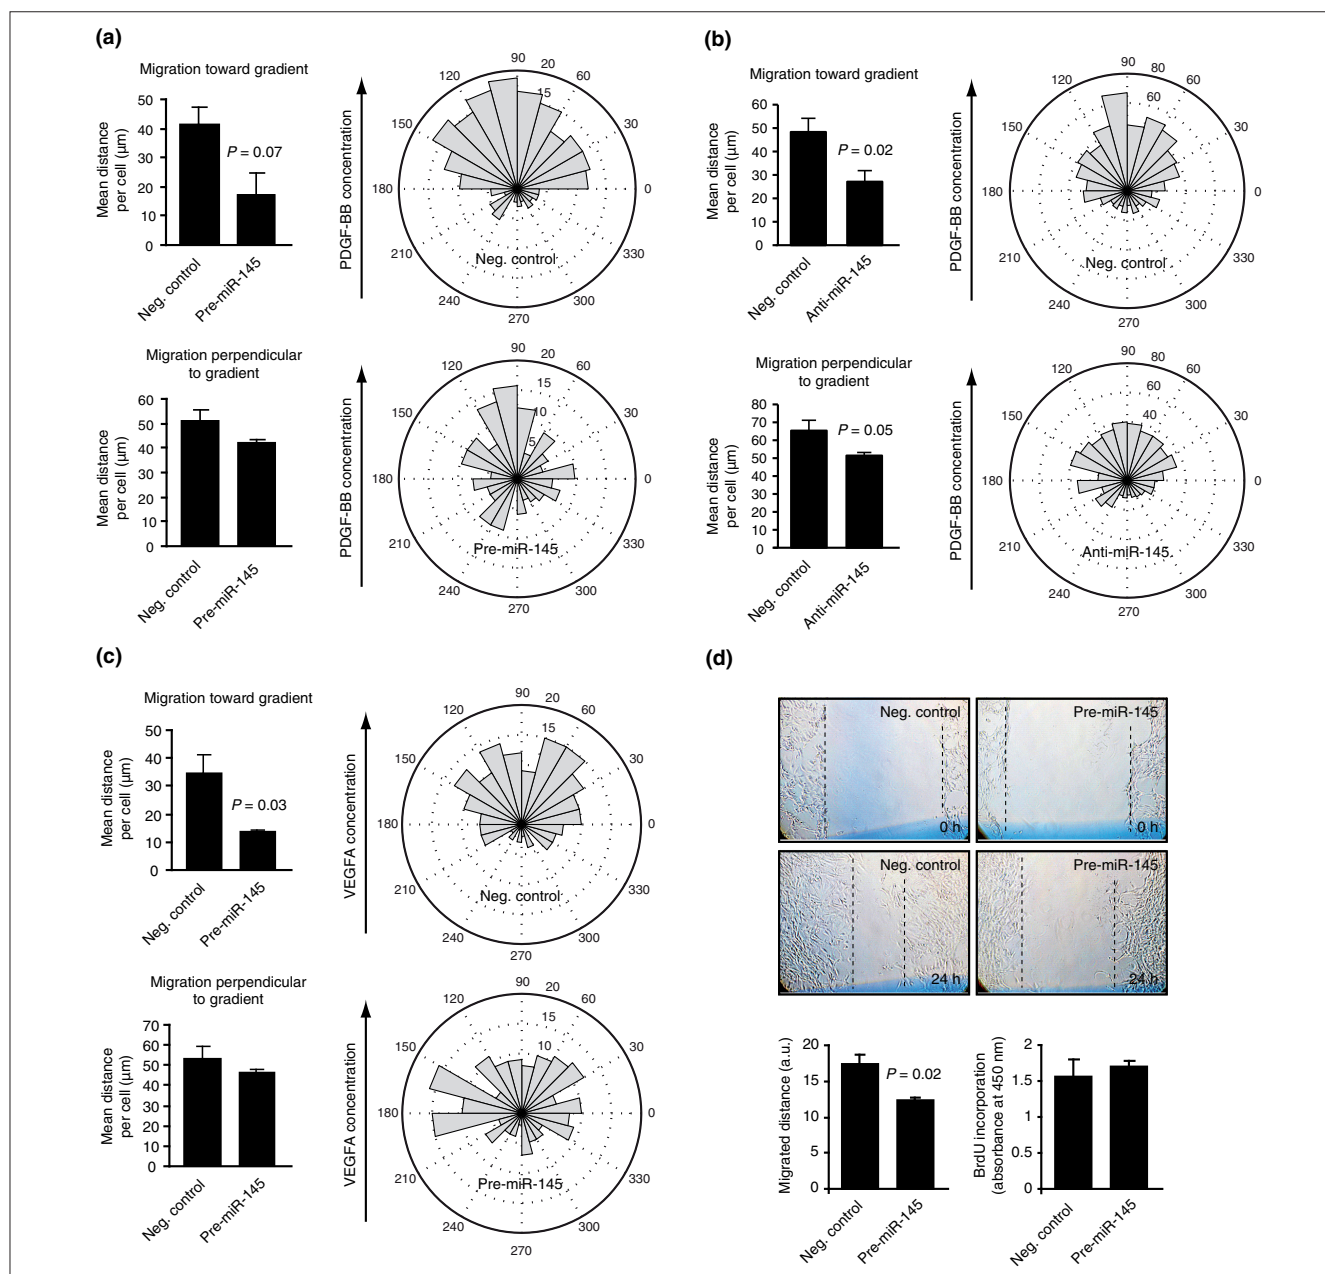 (a)
Migration toward gradient
50
40
30
20
10
0
Mean distance
per cell (µm)
P = 0.07
Neg. control
Pre-miR-145
PDGF-BB concentration
90
120
20
60
15
150
30
180
0
210
330
Neg. control
240
300
270
Migration perpendicular
to gradient
60
50
40
30
20
10
0
Mean distance
per cell (µm)
Neg. control
Pre-miR-145
PDGF-BB concentration
90
120
20
60
15
150
10
30
5
180
0
210
330
Pre-miR-145
240
300
270
(b)
Migration toward gradient
60
50
40
30
20
10
0
Mean distance
per cell (µm)
P = 0.02
Neg. control
Anti-miR-145
PDGF-BB concentration
90
120
80
60
60
150
30
180
0
210
330
Neg. control
240
300
270
Migration perpendicular
to gradient
70
60
50
40
30
20
10
0
Mean distance
per cell (µm)
P = 0.05
Neg. control
Anti-miR-145
PDGF-BB concentration
90
120
80
60
60
150
40
30
180
0
210
330
Anti-miR-145
240
300
270
(c)
Migration toward gradient
50
40
30
20
10
0
Mean distance
per cell (µm)
P = 0.03
Neg. control
Pre-miR-145
VEGFA concentration
90
120
20
60
15
150
30
180
0
210
330
Neg. control
240
300
270
Migration perpendicular
to gradient
70
60
50
40
30
20
10
0
Mean distance
per cell (µm)
Neg. control
Pre-miR-145
VEGFA concentration
90
120
20
60
15
150
10
30
180
0
210
330
Pre-miR-145
240
300
270
(d)
Neg. control
0 h
Pre-miR-145
0 h
Neg. control
24 h
Pre-miR-145
24 h
20
15
10
5
0
Migrated distance (a.u.)
P = 0.02
Neg. control
Pre-miR-145
2
1.5
1
0.5
0
BrdU incorporation
(absorbance at 450 nm)
Neg. control
Pre-miR-145